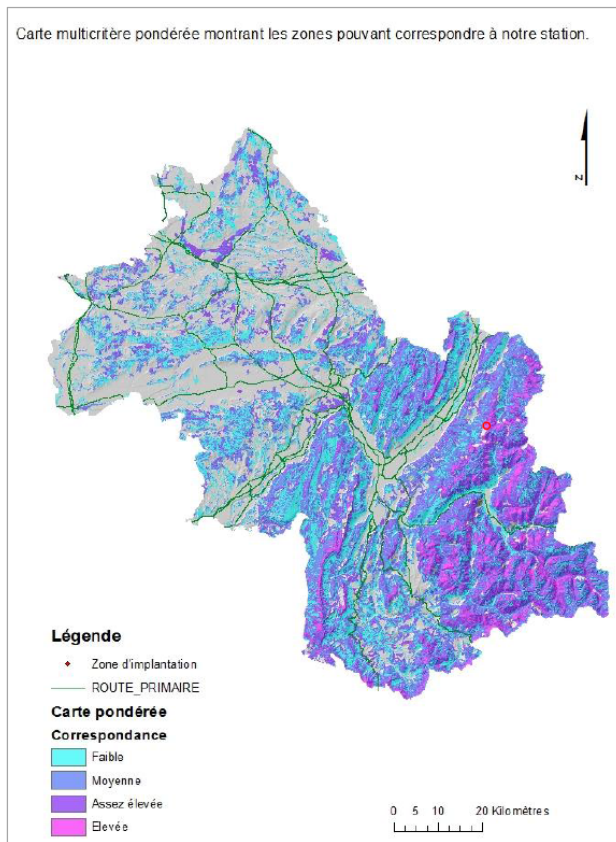 Carte multicritère pondérée montrant les zones pouvant correspondre à notre station.
N
Légende
Zone d'implantation
ROUTE_PRIMAIRE
Carte pondérée
Correspondance
Faible
Moyenne
Assez élevée
Elevée
0 5 10 20 Kilomètres